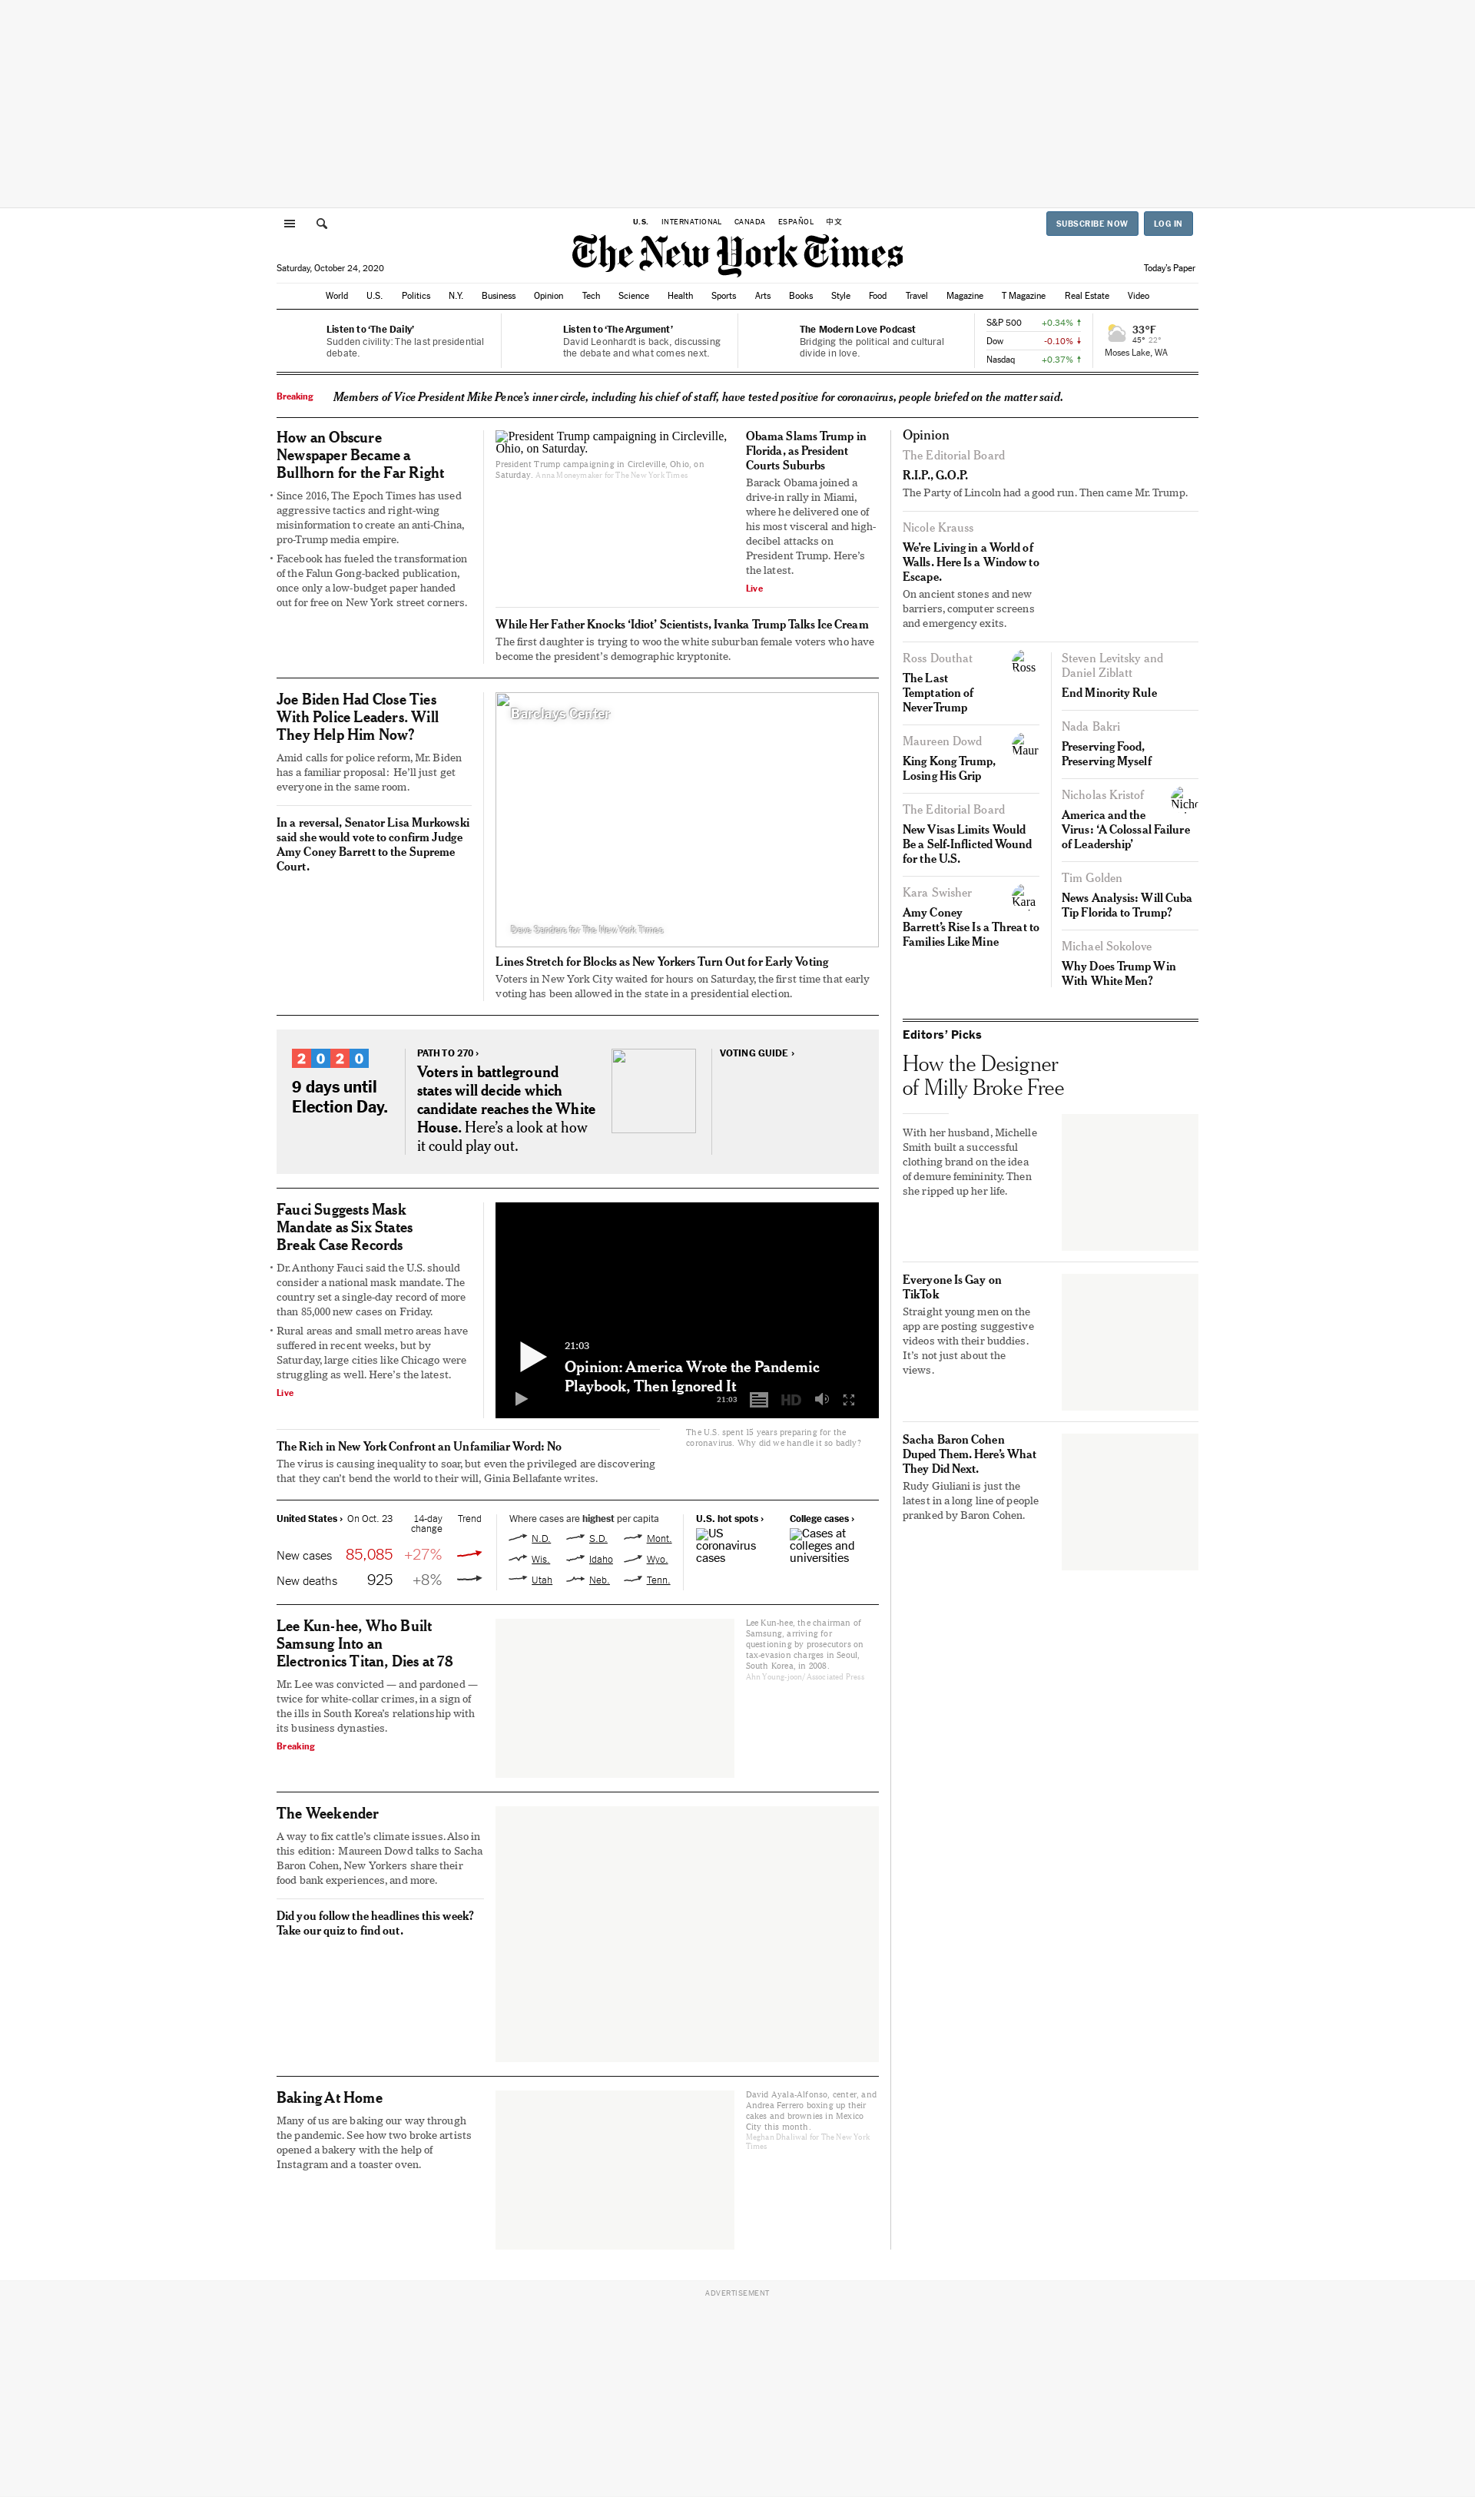 U.S. INTERNATIONAL CANADA ESPAÑOL 中文
SUBSCRIBE NOW LOG IN
The New York Times
Saturday, October 24, 2020
Today's Paper
World U.S. Politics N.Y. Business Opinion Tech Science Health Sports Arts Books Style Food Travel Magazine T Magazine Real Estate Video
Listen to ‘The Daily’
Sudden civility: The last presidential
debate.
Listen to ‘The Argument’
David Leonhardt is back, discussing
the debate and what comes next.
The Modern Love Podcast
Bridging the political and cultural
divide in love.
S&P 500 +0.34% ↑
Dow -0.10% ↓
Nasdaq +0.37% ↑
33°F
45° 22°
Moses Lake, WA
Breaking
Members of Vice President Mike Pence’s inner circle, including his chief of staff, have tested positive for coronavirus, people briefed on the matter said.
How an Obscure
Newspaper Became a
Bullhorn for the Far Right
• Since 2016, The Epoch Times has used
aggressive tactics and right-wing
misinformation to create an anti-China,
pro-Trump media empire.
• Facebook has fueled the transformation
of the Falun Gong-backed publication,
once only a low-budget paper handed
out for free on New York street corners.
President Trump campaigning in Circleville,
Ohio, on Saturday.
President Trump campaigning in Circleville, Ohio, on
Saturday. Anna Moneymaker for The New York Times
Obama Slams Trump in
Florida, as President
Courts Suburbs
Barack Obama joined a
drive-in rally in Miami,
where he delivered one of
his most visceral and high-
decibel attacks on
President Trump. Here’s
the latest.
Live
While Her Father Knocks ‘Idiot’ Scientists, Ivanka Trump Talks Ice Cream
The first daughter is trying to woo the white suburban female voters who have
become the president’s demographic kryptonite.
Joe Biden Had Close Ties
With Police Leaders. Will
They Help Him Now?
Amid calls for police reform, Mr. Biden
has a familiar proposal: He’ll just get
everyone in the same room.
In a reversal, Senator Lisa Murkowski
said she would vote to confirm Judge
Amy Coney Barrett to the Supreme
Court.
Barclays Center
Dave Sanders for The New York Times
Lines Stretch for Blocks as New Yorkers Turn Out for Early Voting
Voters in New York City waited for hours on Saturday, the first time that early
voting has been allowed in the state in a presidential election.
2020
9 days until
Election Day.
PATH TO 270 ›
Voters in battleground
states will decide which
candidate reaches the White
House. Here’s a look at how
it could play out.
VOTING GUIDE ›
Fauci Suggests Mask
Mandate as Six States
Break Case Records
• Dr. Anthony Fauci said the U.S. should
consider a national mask mandate. The
country set a single-day record of more
than 85,000 new cases on Friday.
• Rural areas and small metro areas have
suffered in recent weeks, but by
Saturday, large cities like Chicago were
struggling as well. Here’s the latest.
Live
21:03
Opinion: America Wrote the Pandemic
Playbook, Then Ignored It
21:03 HD
The U.S. spent 15 years preparing for the
coronavirus. Why did we handle it so badly?
The Rich in New York Confront an Unfamiliar Word: No
The virus is causing inequality to soar, but even the privileged are discovering
that they can’t bend the world to their will, Ginia Bellafante writes.
United States › On Oct. 23 14-day
change Trend
New cases 85,085 +27%
New deaths 925 +8%
Where cases are highest per capita
N.D. S.D. Mont.
Wis. Idaho Wyo.
Utah Neb. Tenn.
U.S. hot spots ›
US
coronavirus
cases
College cases ›
Cases at
colleges and
universities
Lee Kun-hee, Who Built
Samsung Into an
Electronics Titan, Dies at 78
Mr. Lee was convicted — and pardoned —
twice for white-collar crimes, in a sign of
the ills in South Korea’s relationship with
its business dynasties.
Breaking
Lee Kun-hee, the chairman of
Samsung, arriving for
questioning by prosecutors on
tax-evasion charges in Seoul,
South Korea, in 2008.
Ahn Young-joon/Associated Press
The Weekender
A way to fix cattle’s climate issues. Also in
this edition: Maureen Dowd talks to Sacha
Baron Cohen, New Yorkers share their
food bank experiences, and more.
Did you follow the headlines this week?
Take our quiz to find out.
Baking At Home
Many of us are baking our way through
the pandemic. See how two broke artists
opened a bakery with the help of
Instagram and a toaster oven.
David Ayala-Alfonso, center, and
Andrea Ferrero boxing up their
cakes and brownies in Mexico
City this month.
Meghan Dhaliwal for The New York
Times
Opinion
The Editorial Board
R.I.P., G.O.P.
The Party of Lincoln had a good run. Then came Mr. Trump.
Nicole Krauss
We’re Living in a World of
Walls. Here Is a Window to
Escape.
On ancient stones and new
barriers, computer screens
and emergency exits.
Ross Douthat
Ross
The Last
Temptation of
NeverTrump
Maureen Dowd
Maur
King Kong Trump,
Losing His Grip
The Editorial Board
New Visas Limits Would
Be a Self-Inflicted Wound
for the U.S.
Kara Swisher
Kara
Amy Coney
Barrett’s Rise Is a Threat to
Families Like Mine
Steven Levitsky and
Daniel Ziblatt
End Minority Rule
Nada Bakri
Preserving Food,
Preserving Myself
Nicholas Kristof
Nicho
America and the
Virus: ‘A Colossal Failure
of Leadership’
Tim Golden
News Analysis: Will Cuba
Tip Florida to Trump?
Michael Sokolove
Why Does Trump Win
With White Men?
Editors’ Picks
How the Designer
of Milly Broke Free
With her husband, Michelle
Smith built a successful
clothing brand on the idea
of demure femininity. Then
she ripped up her life.
Everyone Is Gay on
TikTok
Straight young men on the
app are posting suggestive
videos with their buddies.
It’s not just about the
views.
Sacha Baron Cohen
Duped Them. Here’s What
They Did Next.
Rudy Giuliani is just the
latest in a long line of people
pranked by Baron Cohen.
ADVERTISEMENT